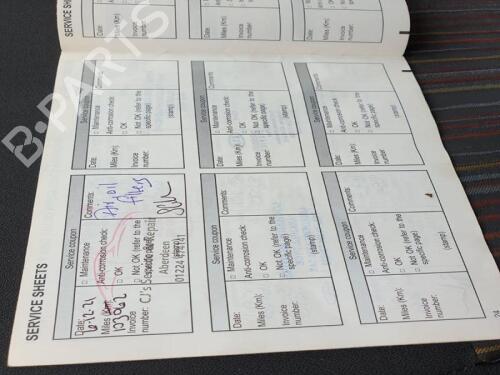 SERVICE SHEETS
SERVICE SHEETS
Date: 6-12-21
Miles (Km):
Invoice
number:
Service coupon
□ Maintenance
Anti-corrosion check:
□ OK
□ Not OK (refer to the
specific page)
(stamp)
CJ's Service & Repair
Aberdeen
01224
Comments:
Air oil
filters
Date:
Miles (Km):
Invoice
number:
Service coupon
□ Maintenance
Anti-corrosion check:
□ OK
□ Not OK (refer to the
specific page)
(stamp)
Comments:
Date:
Miles (Km):
Invoice
number:
Service coupon
□ Maintenance
Anti-corrosion check:
□ OK
□ Not OK (refer to the
specific page)
(stamp)
Comments:
Date:
Miles (Km):
Invoice
number:
Service coupon
□ Maintenance
Anti-corrosion check:
□ OK
□ Not OK (refer to the
specific page)
(stamp)
Comments:
Date:
Miles (Km):
Invoice
number:
Service coupon
□ Maintenance
Anti-corrosion check:
□ OK
□ Not OK (refer to the
specific page)
(stamp)
Comments:
Date:
Miles (Km):
Invoice
number:
Service coupon
□ Maintenance
Anti-corrosion check:
□ OK
□ Not OK (refer to the
specific page)
(stamp)
Comments:
24
B-PARTS